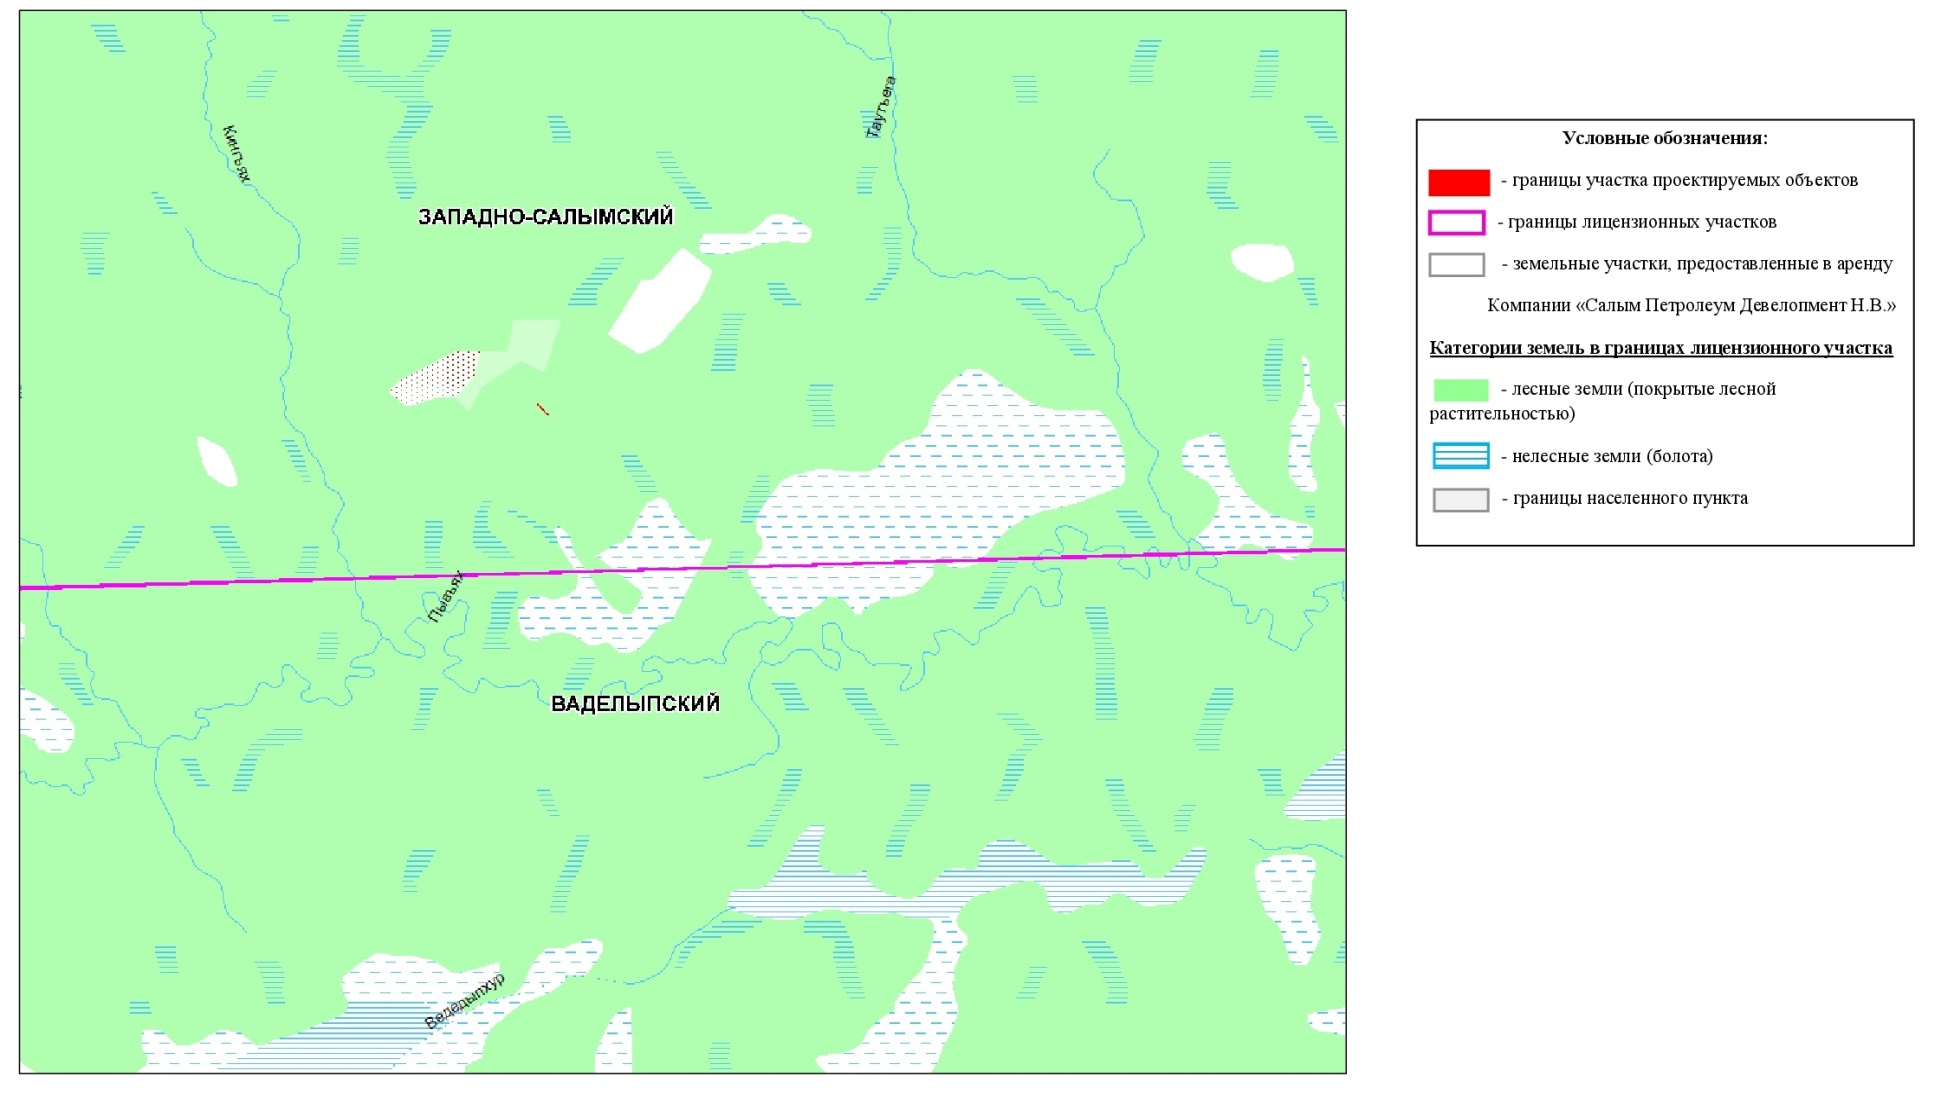 Кингъях
Таутъега
ЗАПАДНО-САЛЫМСКИЙ
Пывъях
ВАДЕЛЫПСКИЙ
Ведедыпхур
Условные обозначения:
- границы участка проектируемых объектов
- границы лицензионных участков
- земельные участки, предоставленные в аренду
Компании «Салым Петролеум Девелопмент Н.В.»
Категории земель в границах лицензионного участка
- лесные земли (покрытые лесной
растительностью)
- нелесные земли (болота)
- границы населенного пункта